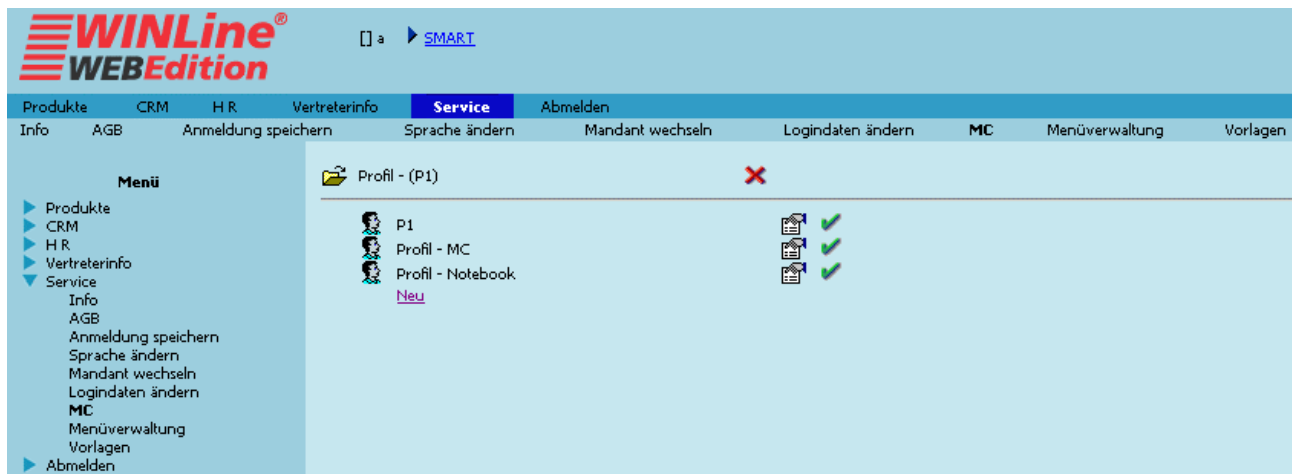 WINLine®
WEBEdition
[] a SMART
Produkte CRM H R Vertreterinfo Service Abmelden
Info AGB Anmeldung speichern Sprache ändern Mandant wechseln Logindaten ändern MC Menüverwaltung Vorlagen
Menü
Produkte
CRM
H R
Vertreterinfo
Service
Info
AGB
Anmeldung speichern
Sprache ändern
Mandant wechseln
Logindaten ändern
MC
Menüverwaltung
Vorlagen
Abmelden
Profil - (P1)
P1
Profil - MC
Profil - Notebook
Neu